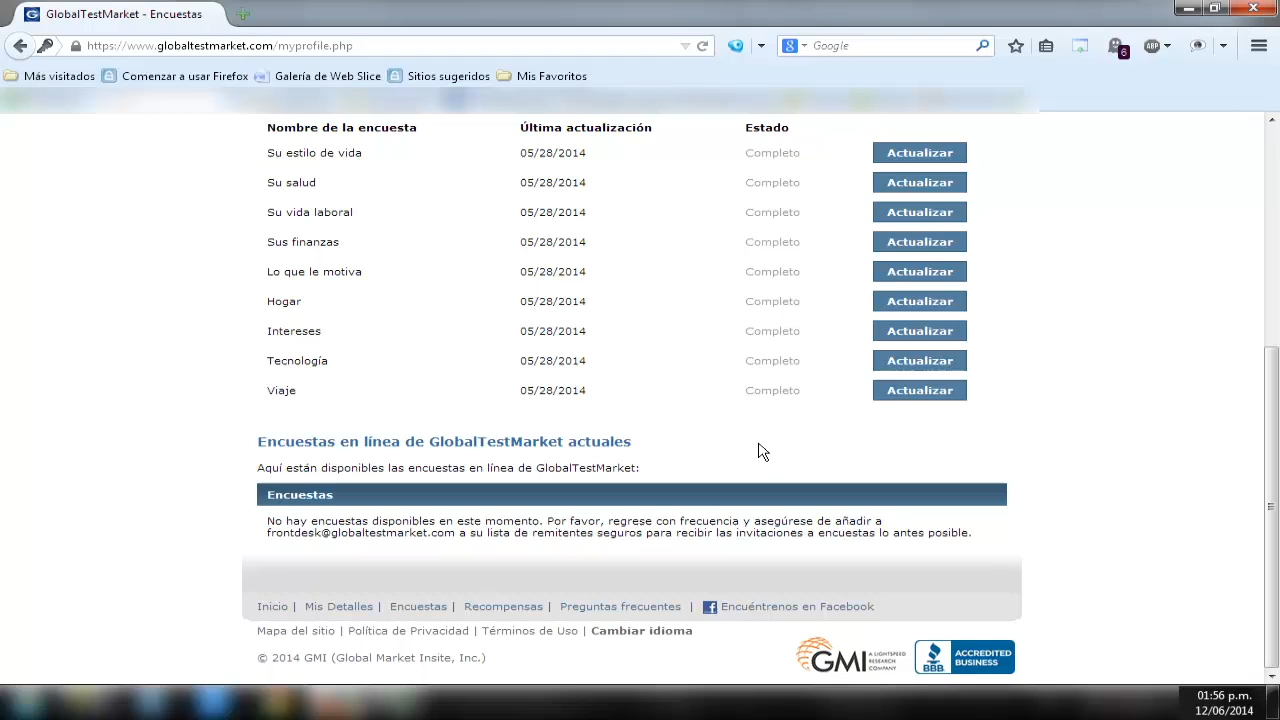 GlobalTestMarket - Encuestas
https://www.globaltestmarket.com/myprofile.php
Google
6
ABP
Más visitados
Comenzar a usar Firefox
Galería de Web Slice
Sitios sugeridos
Mis Favoritos
Nombre de la encuesta Última actualización Estado
Su estilo de vida 05/28/2014 Completo Actualizar
Su salud 05/28/2014 Completo Actualizar
Su vida laboral 05/28/2014 Completo Actualizar
Sus finanzas 05/28/2014 Completo Actualizar
Lo que le motiva 05/28/2014 Completo Actualizar
Hogar 05/28/2014 Completo Actualizar
Intereses 05/28/2014 Completo Actualizar
Tecnología 05/28/2014 Completo Actualizar
Viaje 05/28/2014 Completo Actualizar
Encuestas en línea de GlobalTestMarket actuales
Aquí están disponibles las encuestas en línea de GlobalTestMarket:
Encuestas
No hay encuestas disponibles en este momento. Por favor, regrese con frecuencia y asegúrese de añadir a
frontdesk@globaltestmarket.com a su lista de remitentes seguros para recibir las invitaciones a encuestas lo antes posible.
Inicio | Mis Detalles | Encuestas | Recompensas | Preguntas frecuentes | Encuéntrenos en Facebook
Mapa del sitio | Política de Privacidad | Términos de Uso | Cambiar idioma
© 2014 GMI (Global Market Insite, Inc.)
GMI A LIGHTSPEED RESEARCH COMPANY
BBB ACCREDITED BUSINESS
01:56 p.m.
12/06/2014